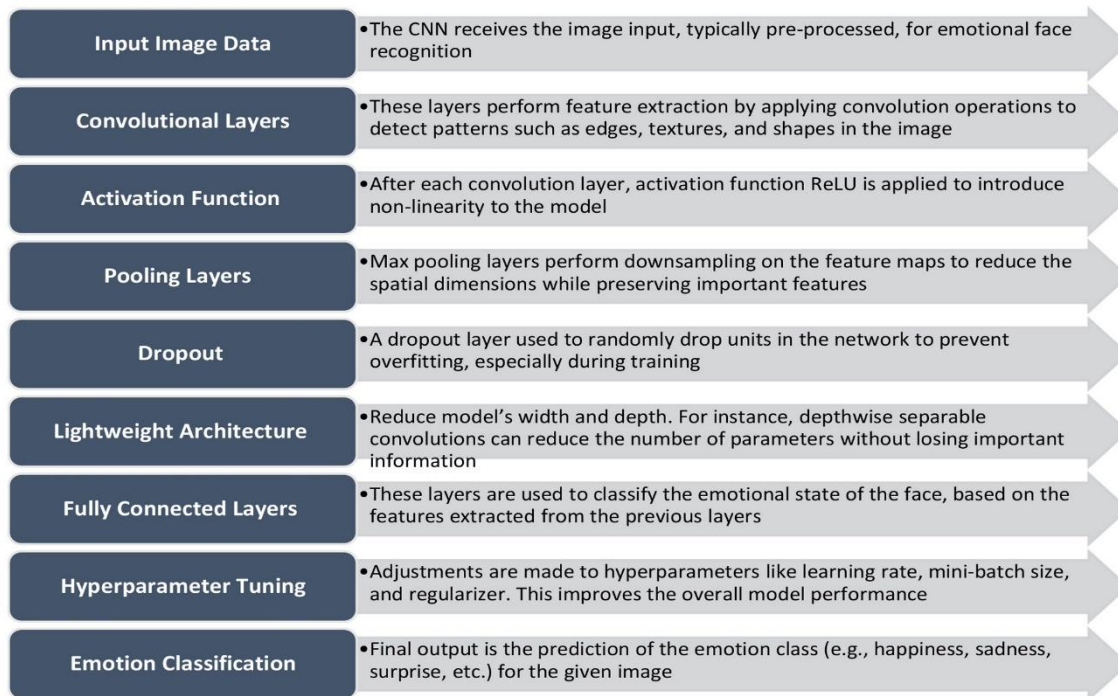 Input Image Data
•The CNN receives the image input, typically pre-processed, for emotional face
recognition
Convolutional Layers
•These layers perform feature extraction by applying convolution operations to
detect patterns such as edges, textures, and shapes in the image
Activation Function
•After each convolution layer, activation function ReLU is applied to introduce
non-linearity to the model
Pooling Layers
•Max pooling layers perform downsampling on the feature maps to reduce the
spatial dimensions while preserving important features
Dropout
•A dropout layer used to randomly drop units in the network to prevent
overfitting, especially during training
Lightweight Architecture
•Reduce model’s width and depth. For instance, depthwise separable
convolutions can reduce the number of parameters without losing important
information
Fully Connected Layers
•These layers are used to classify the emotional state of the face, based on the
features extracted from the previous layers
Hyperparameter Tuning
•Adjustments are made to hyperparameters like learning rate, mini-batch size,
and regularizer. This improves the overall model performance
Emotion Classification
•Final output is the prediction of the emotion class (e.g., happiness, sadness,
surprise, etc.) for the given image